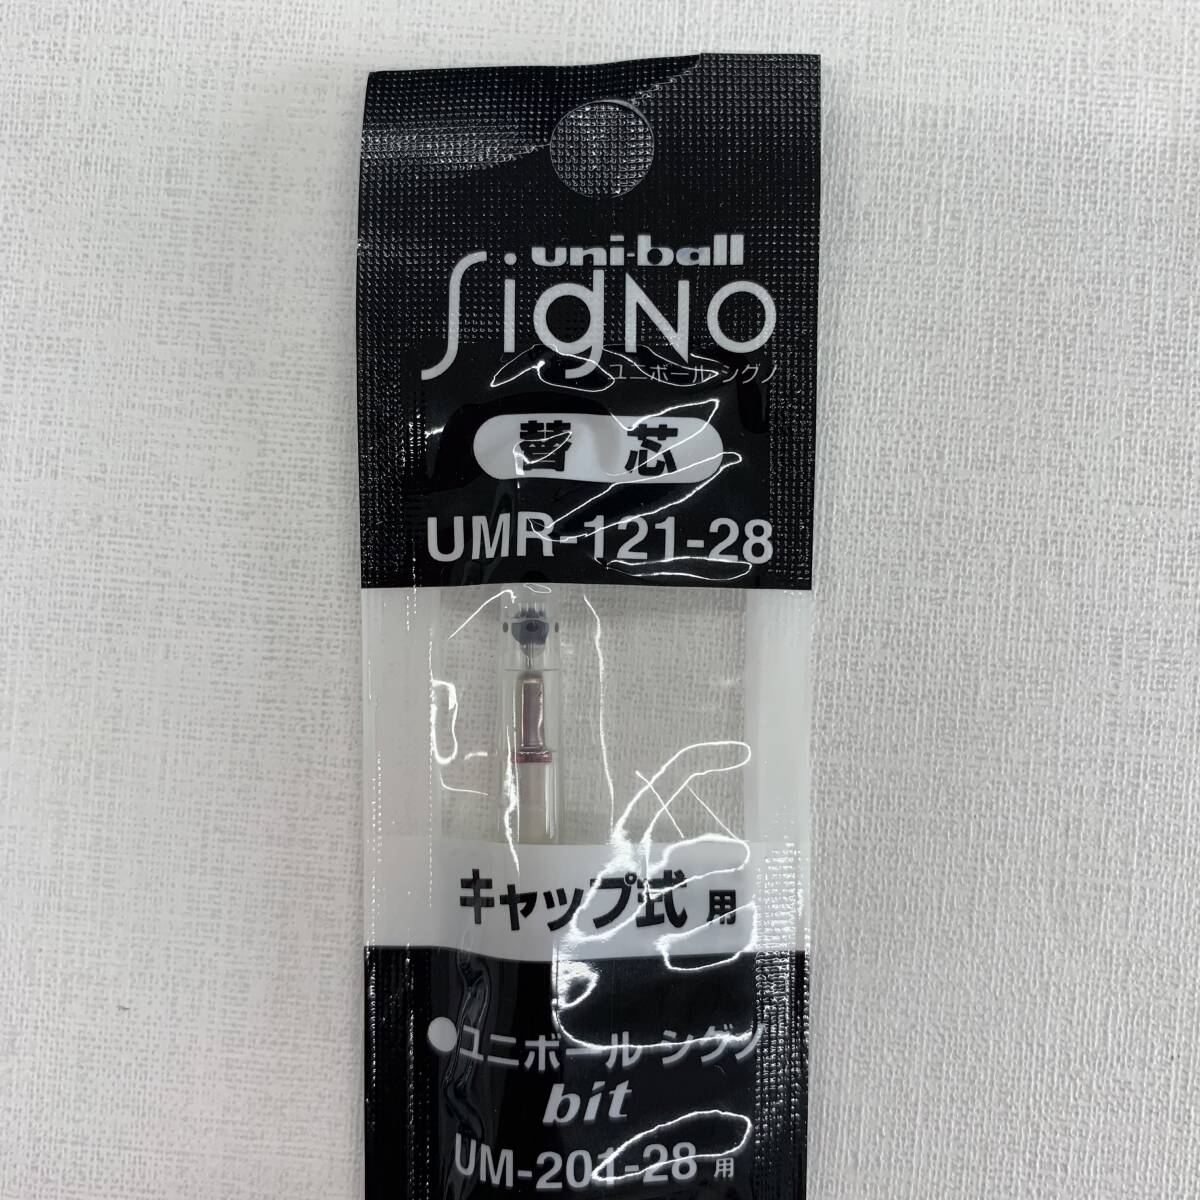 uni-ball
SigNO
ユニボール シグノ
替芯
UMR-121-28
キャップ式 用
●ユニボール シグノ
bit
UM-201-28 用